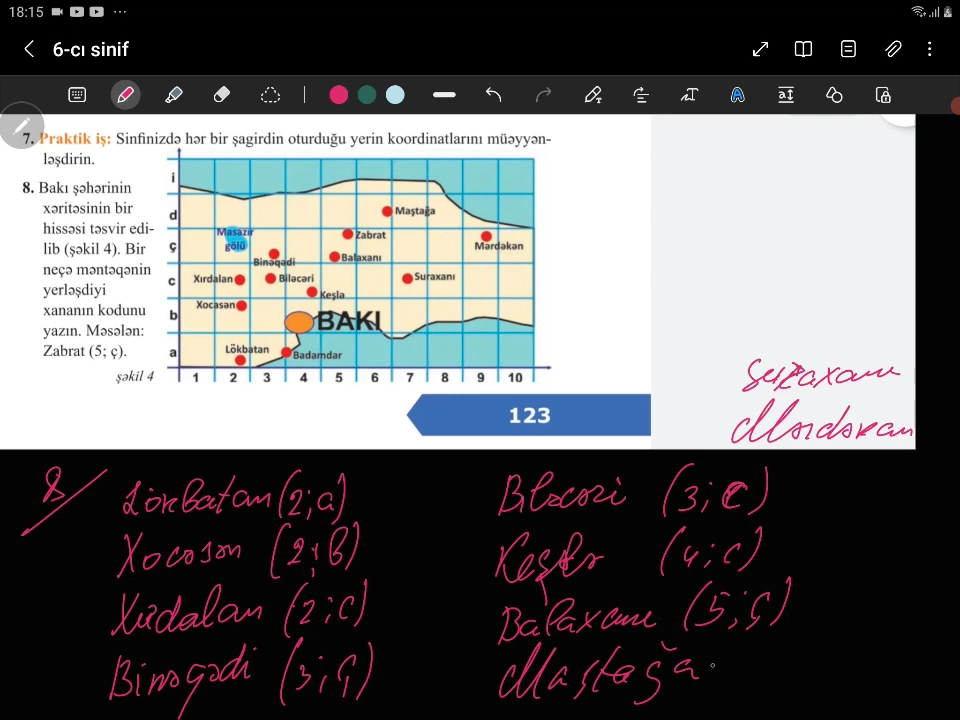 18:15
6-cı sinif
7. Praktik iş: Sinfinizdə hər bir şagirdin oturduğu yerin koordinatlarını müəyyən-
ləşdirin.
8. Bakı şəhərinin
xəritəsinin bir
hissəsi təsvir edi-
lib (şəkil 4). Bir
neçə məntəqənin
yerləşdiyi
xananın kodunu
yazın. Məsələn:
Zabrat (5; ç).
şəkil 4
i
d
ç
c
b
a
Maştağa
Masazır
gölü
Zabrat
Mərdəkan
Binəqədi
Balaxanı
Xırdalan
Biləcəri
Suraxanı
Keşlə
Xocasən
BAKI
Lökbatan
Badamdar
1 2 3 4 5 6 7 8 9 10
123
Suraxanı
Mərdəkan
8
Lökbatan (2; a)
Xocəsən (2; b)
Xırdalan (2; c)
Binəqədi (3; ç)
Biləcəri (3; c)
Keşlə (4; c)
Balaxanı (5; ç)
Maştağa